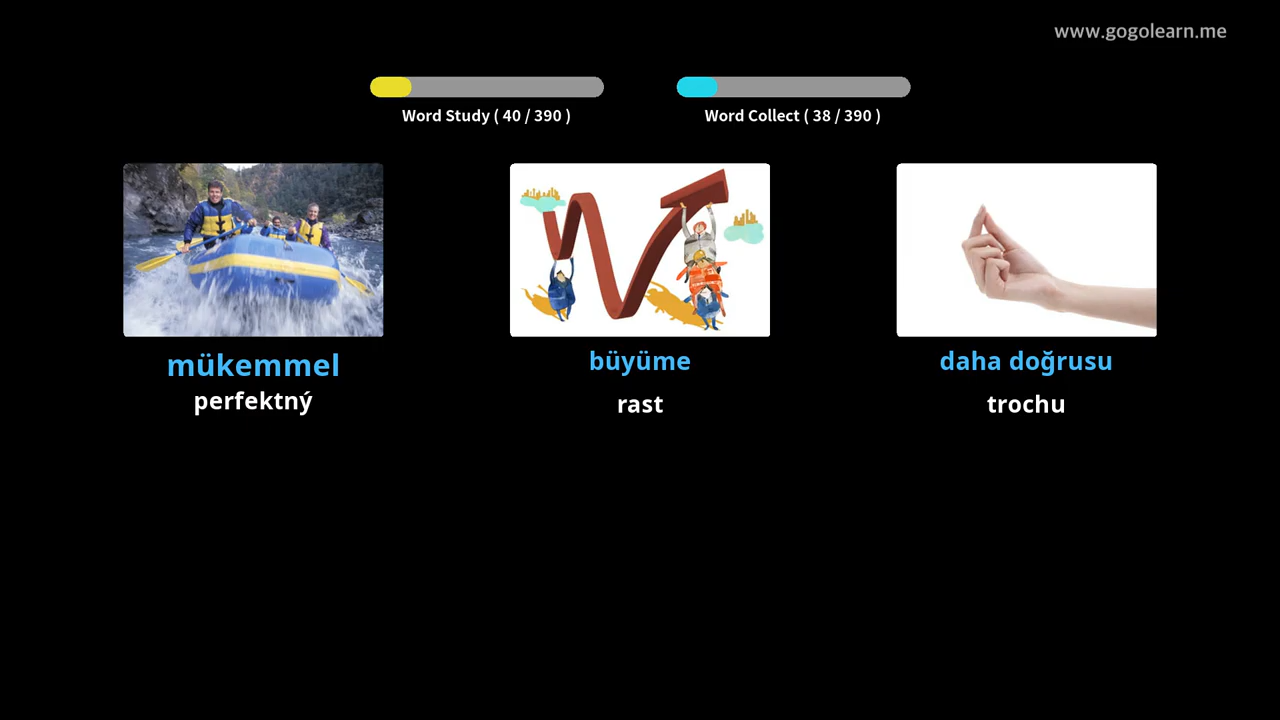 www.gogolearn.me
Word Study ( 40 / 390 )
Word Collect ( 38 / 390 )
mükemmel
perfektný
büyüme
rast
daha doğrusu
trochu